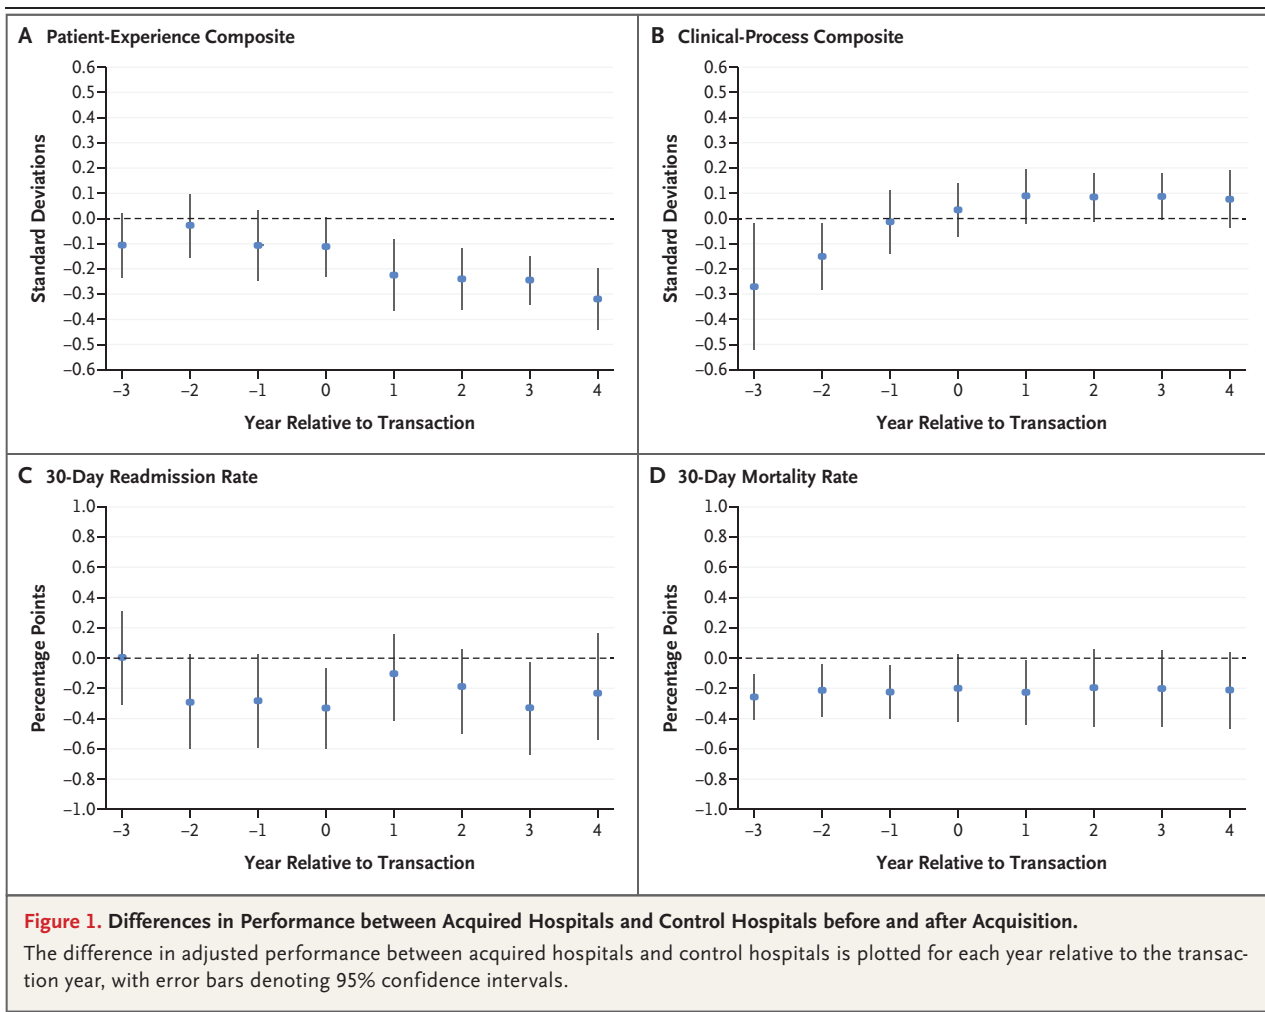 A Patient-Experience Composite
0.6
0.5
0.4
0.3
0.2
0.1
0.0
−0.1
−0.2
−0.3
−0.4
−0.5
−0.6
Standard Deviations
−3 −2 −1 0 1 2 3 4
Year Relative to Transaction
B Clinical-Process Composite
0.6
0.5
0.4
0.3
0.2
0.1
0.0
−0.1
−0.2
−0.3
−0.4
−0.5
−0.6
Standard Deviations
−3 −2 −1 0 1 2 3 4
Year Relative to Transaction
C 30-Day Readmission Rate
1.0
0.8
0.6
0.4
0.2
0.0
−0.2
−0.4
−0.6
−0.8
−1.0
Percentage Points
−3 −2 −1 0 1 2 3 4
Year Relative to Transaction
D 30-Day Mortality Rate
1.0
0.8
0.6
0.4
0.2
0.0
−0.2
−0.4
−0.6
−0.8
−1.0
Percentage Points
−3 −2 −1 0 1 2 3 4
Year Relative to Transaction
Figure 1. Differences in Performance between Acquired Hospitals and Control Hospitals before and after Acquisition.
The difference in adjusted performance between acquired hospitals and control hospitals is plotted for each year relative to the transac-
tion year, with error bars denoting 95% confidence intervals.